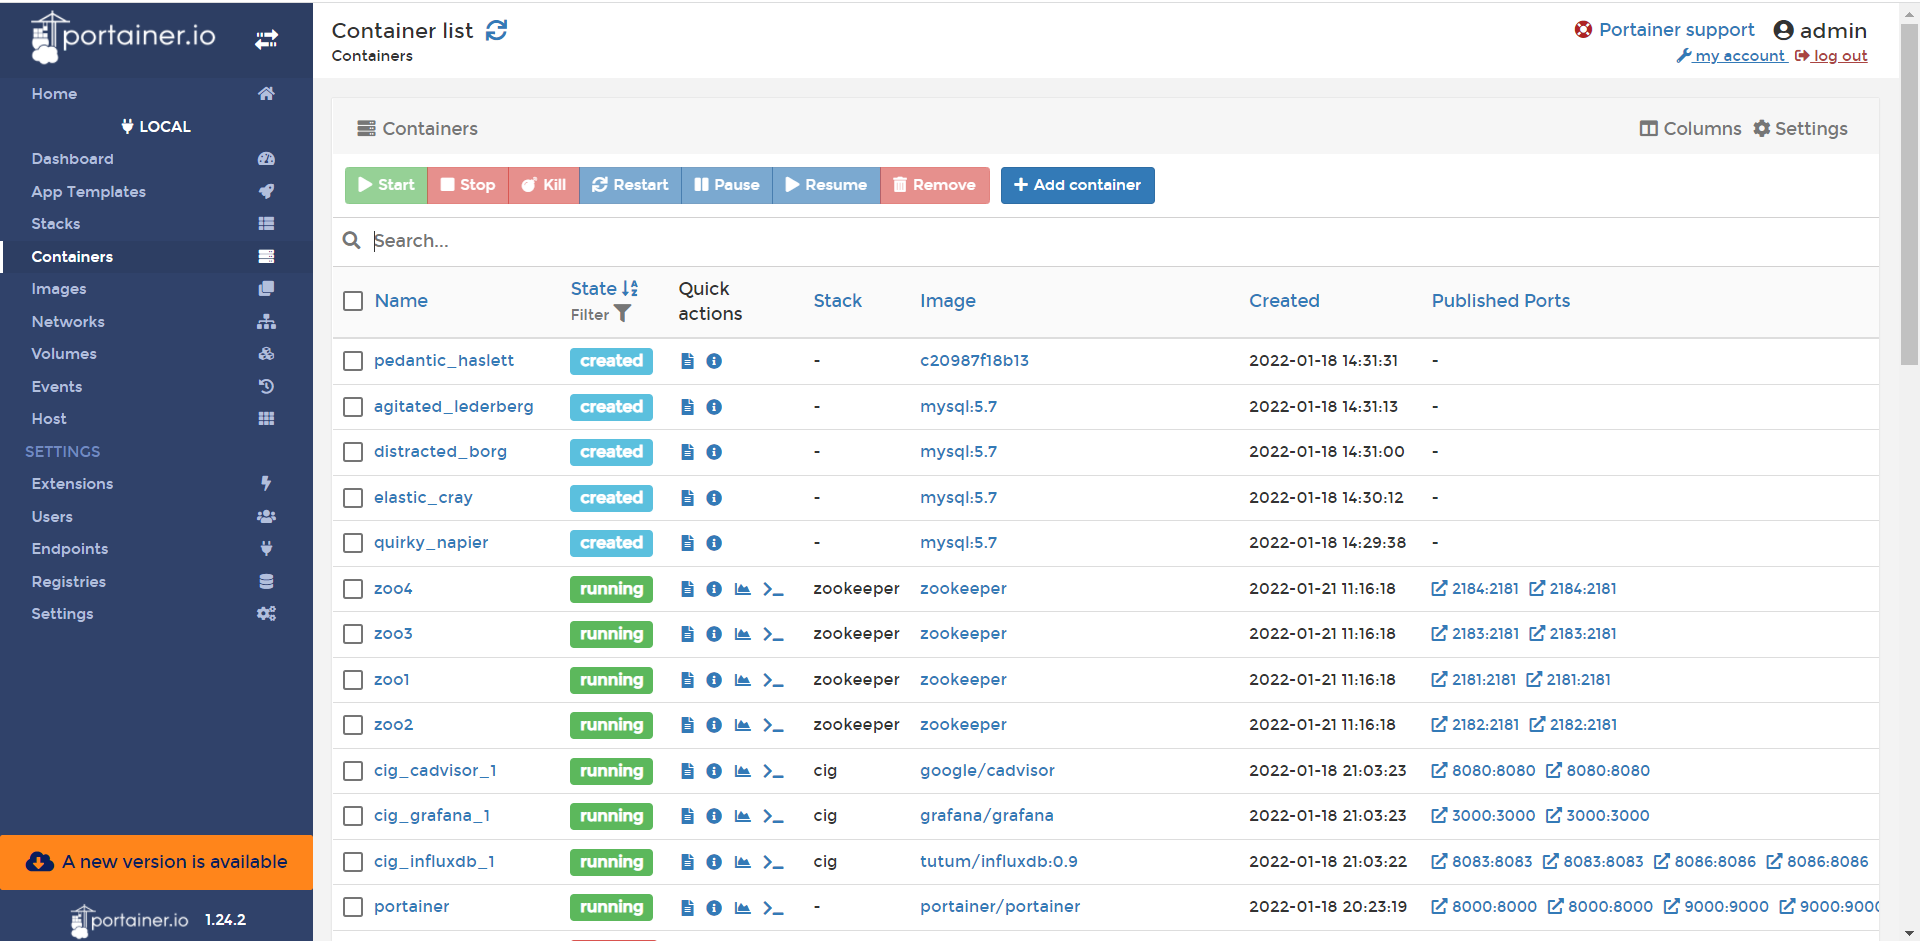 portainer.io
Home
LOCAL
Dashboard
App Templates
Stacks
Containers
Images
Networks
Volumes
Events
Host
SETTINGS
Extensions
Users
Endpoints
Registries
Settings
A new version is available
portainer.io 1.24.2
Container list
Containers
Portainer support admin
my account log out
Containers Columns Settings
Start Stop Kill Restart Pause Resume Remove Add container
Search...
Name State Filter Quick actions Stack Image Created Published Ports
pedantic_haslett created - c20987f18b13 2022-01-18 14:31:31 -
agitated_lederberg created - mysql:5.7 2022-01-18 14:31:13 -
distracted_borg created - mysql:5.7 2022-01-18 14:31:00 -
elastic_cray created - mysql:5.7 2022-01-18 14:30:12 -
quirky_napier created - mysql:5.7 2022-01-18 14:29:38 -
zoo4 running zookeeper zookeeper 2022-01-21 11:16:18 2184:2181 2184:2181
zoo3 running zookeeper zookeeper 2022-01-21 11:16:18 2183:2181 2183:2181
zoo1 running zookeeper zookeeper 2022-01-21 11:16:18 2181:2181 2181:2181
zoo2 running zookeeper zookeeper 2022-01-21 11:16:18 2182:2181 2182:2181
cig_cadvisor_1 running cig google/cadvisor 2022-01-18 21:03:23 8080:8080 8080:8080
cig_grafana_1 running cig grafana/grafana 2022-01-18 21:03:23 3000:3000 3000:3000
cig_influxdb_1 running cig tutum/influxdb:0.9 2022-01-18 21:03:22 8083:8083 8083:8083 8086:8086 8086:8086
portainer running - portainer/portainer 2022-01-18 20:23:19 8000:8000 8000:8000 9000:9000 9000:900